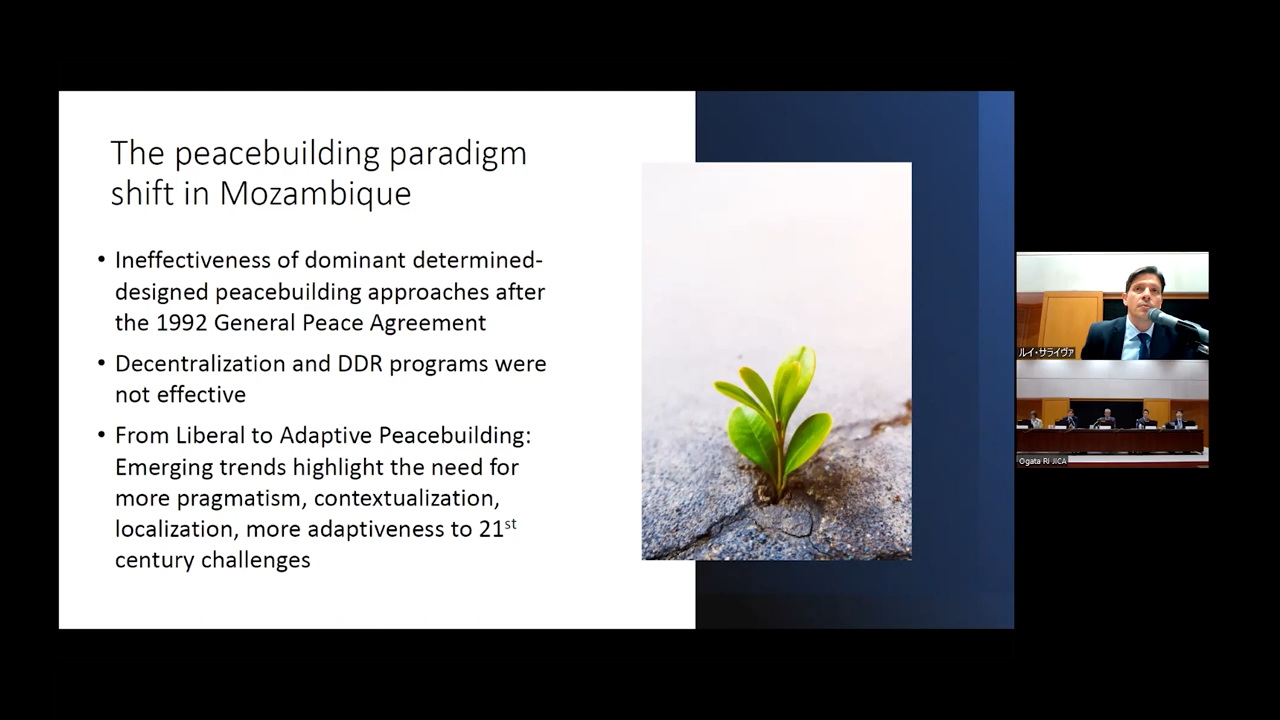 The peacebuilding paradigm
shift in Mozambique
• Ineffectiveness of dominant determined-
designed peacebuilding approaches after
the 1992 General Peace Agreement
• Decentralization and DDR programs were
not effective
• From Liberal to Adaptive Peacebuilding:
Emerging trends highlight the need for
more pragmatism, contextualization,
localization, more adaptiveness to 21st
century challenges
ルイ・サライヴァ
Ogata RI JICA